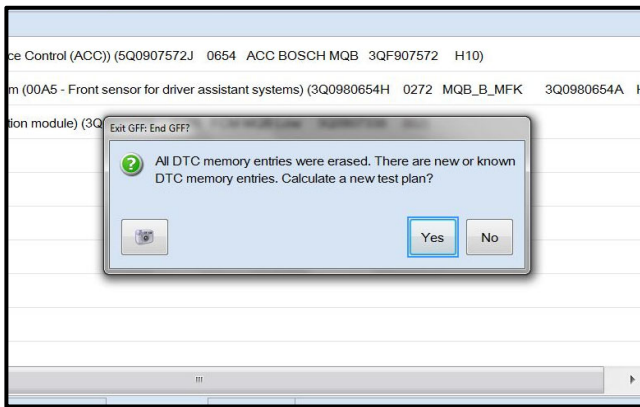 ce Control (ACC)) (5Q0907572J 0654 ACC BOSCH MQB 3QF907572 H10)
m (00A5 - Front sensor for driver assistant systems) (3Q0980654H 0272 MQB_B_MFK 3Q0980654A H
tion module) (3Q
Exit GFF: End GFF?
All DTC memory entries were erased. There are new or known
DTC memory entries. Calculate a new test plan?
Yes No